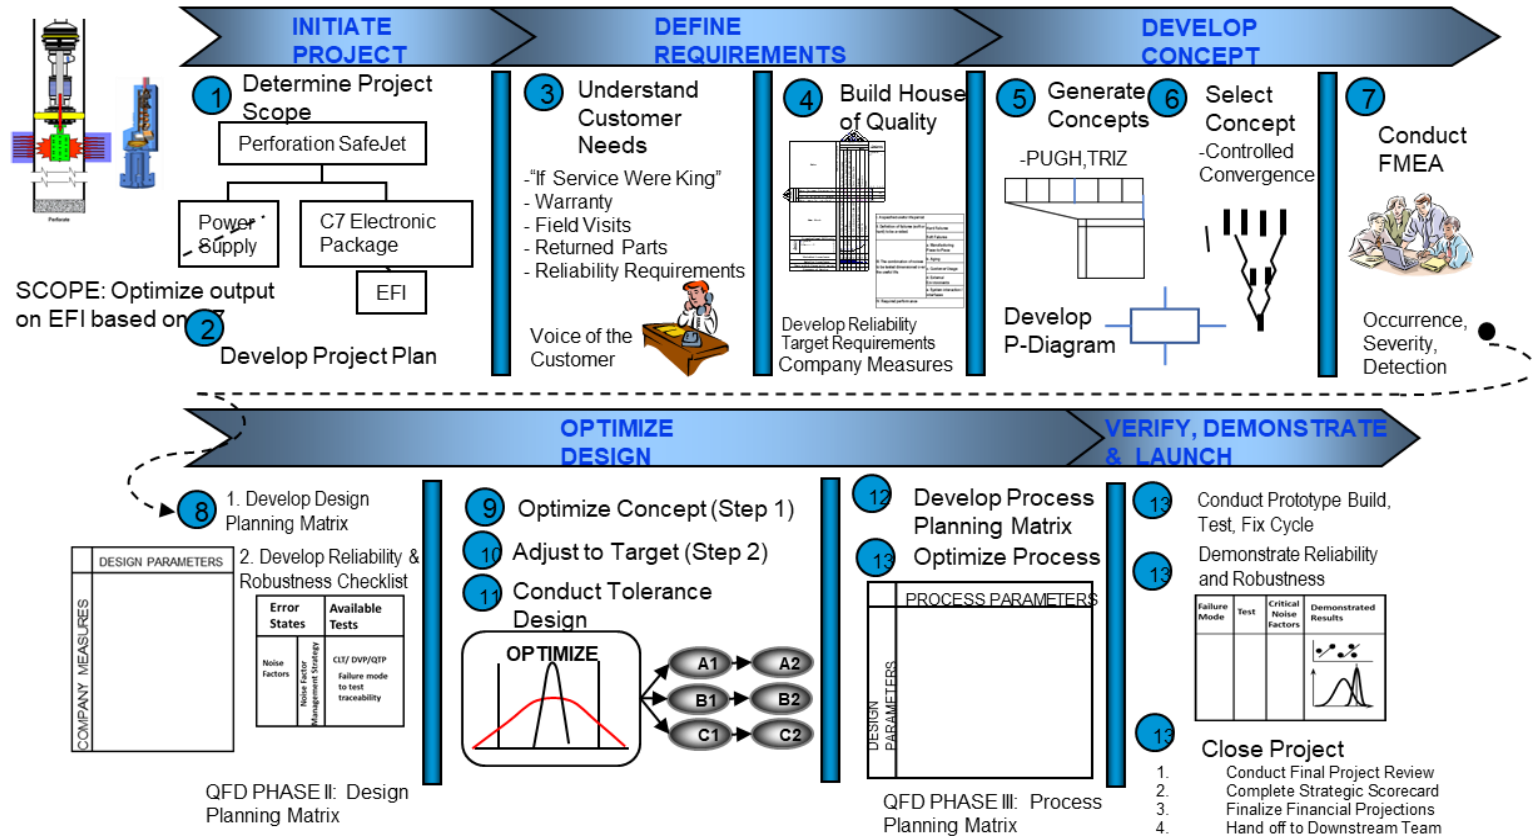 INITIATE
PROJECT
DEFINE
REQUIREMENTS
DEVELOP
CONCEPT
Perforate
1
Determine Project
Scope
Perforation SafeJet
Power
Supply
C7 Electronic
Package
EFI
SCOPE: Optimize output
on EFI based on
2
Develop Project Plan
3
Understand
Customer
Needs
-"If Service Were King"
- Warranty
- Field Visits
- Returned Parts
- Reliability Requirements
Voice of the
Customer
4
Build House
of Quality
Develop Reliability
Target Requirements
Company Measures
5
Generate
Concepts
-PUGH,TRIZ
Develop
P-Diagram
6
Select
Concept
-Controlled
Convergence
7
Conduct
FMEA
Occurrence,
Severity,
Detection
OPTIMIZE
DESIGN
VERIFY, DEMONSTRATE
& LAUNCH
8
1. Develop Design
Planning Matrix
2. Develop Reliability &
Robustness Checklist
DESIGN PARAMETERS
COMPANY MEASURES
Error
States
Available
Tests
Noise
Factors
Noise Factor
Management Strategy
CLT/ DVP/QTP
Failure mode
to test
traceability
QFD PHASE II: Design
Planning Matrix
9
Optimize Concept (Step 1)
10
Adjust to Target (Step 2)
11
Conduct Tolerance
Design
OPTIMIZE
A1
A2
B1
B2
C1
C2
12
Develop Process
Planning Matrix
13
Optimize Process
PROCESS PARAMETERS
DESIGN
PARAMETERS
QFD PHASE III: Process
Planning Matrix
13
Conduct Prototype Build,
Test, Fix Cycle
13
Demonstrate Reliability
and Robustness
Failure
Mode
Test
Critical
Noise
Factors
Demonstrated
Results
13
Close Project
1. Conduct Final Project Review
2. Complete Strategic Scorecard
3. Finalize Financial Projections
4. Hand off to Downstream Team